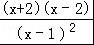 (x+2)(x-2)
(x-1)²